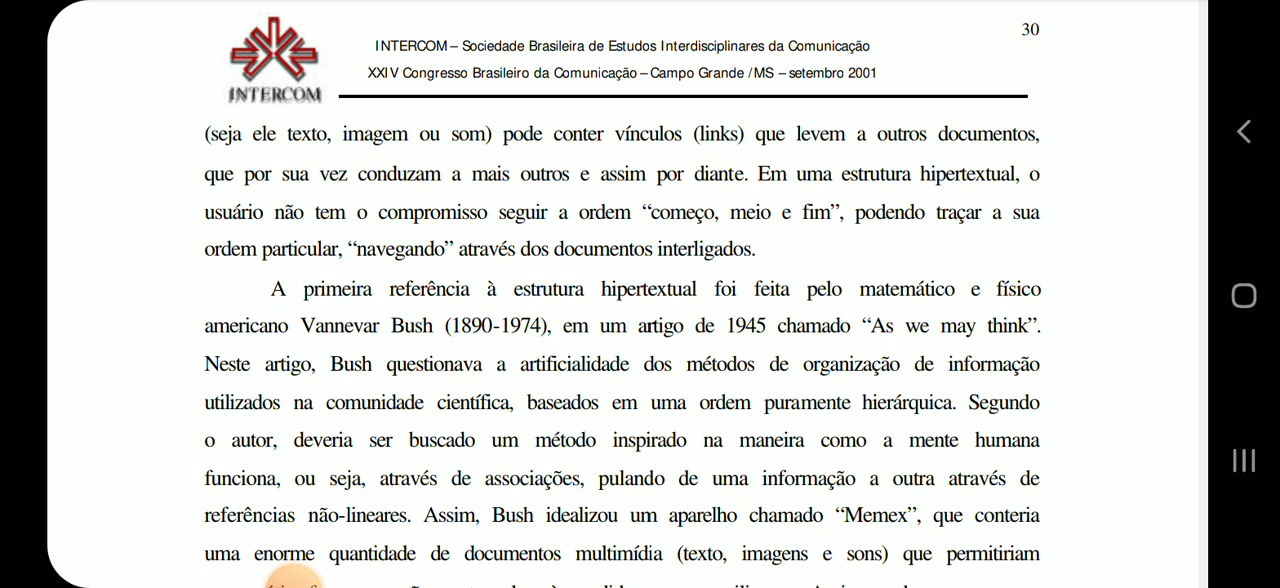 30
INTERCOM – Sociedade Brasileira de Estudos Interdisciplinares da Comunicação
XXIV Congresso Brasileiro da Comunicação – Campo Grande /MS – setembro 2001
INTERCOM
(seja ele texto, imagem ou som) pode conter vínculos (links) que levem a outros documentos,
que por sua vez conduzam a mais outros e assim por diante. Em uma estrutura hipertextual, o
usuário não tem o compromisso seguir a ordem “começo, meio e fim”, podendo traçar a sua
ordem particular, “navegando” através dos documentos interligados.
A primeira referência à estrutura hipertextual foi feita pelo matemático e físico
americano Vannevar Bush (1890-1974), em um artigo de 1945 chamado “As we may think”.
Neste artigo, Bush questionava a artificialidade dos métodos de organização de informação
utilizados na comunidade científica, baseados em uma ordem puramente hierárquica. Segundo
o autor, deveria ser buscado um método inspirado na maneira como a mente humana
funciona, ou seja, através de associações, pulando de uma informação a outra através de
referências não-lineares. Assim, Bush idealizou um aparelho chamado “Memex”, que conteria
uma enorme quantidade de documentos multimídia (texto, imagens e sons) que permitiriam